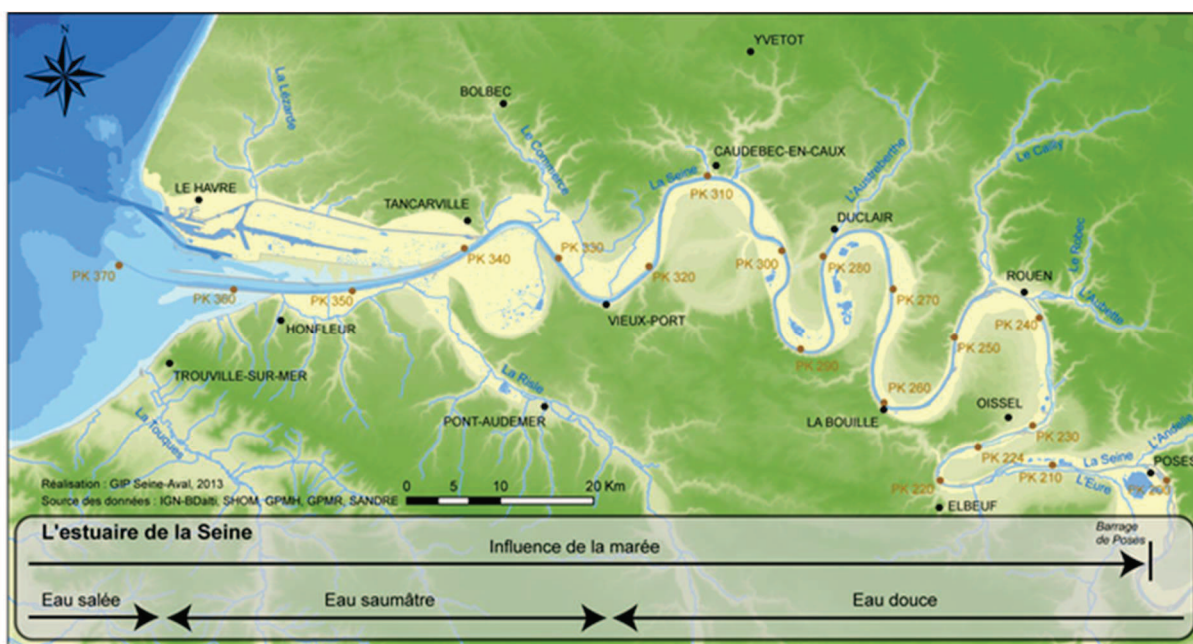 N
YVETOT
BOLBEC
La Lézarde
Le Commerce
CAUDEBEC-EN-CAUX
La Seine
PK 310
L'Austreberthe
Le Cailly
LE HAVRE
TANCARVILLE
DUCLAIR
PK 370
PK 340
PK 330
PK 320
PK 300
PK 280
Le Robec
ROUEN
L'Aubette
PK 360
PK 350
PK 270
HONFLEUR
VIEUX-PORT
PK 240
PK 250
PK 290
TROUVILLE-SUR-MER
La Risle
PONT-AUDEMER
La Touques
PK 260
LA BOUILLE
OISSEL
PK 230
PK 224
La Seine
L'Andelle
POSES
PK 210
PK 200
L'Eure
PK 220
ELBEUF
Réalisation : GIP Seine-Aval, 2013
Source des données : IGN-BDalti, SHOM, GPMH, GPMR, SANDRE
0 5 10 20 Km
L'estuaire de la Seine
Influence de la marée
Barrage
de Poses
Eau salée
Eau saumâtre
Eau douce